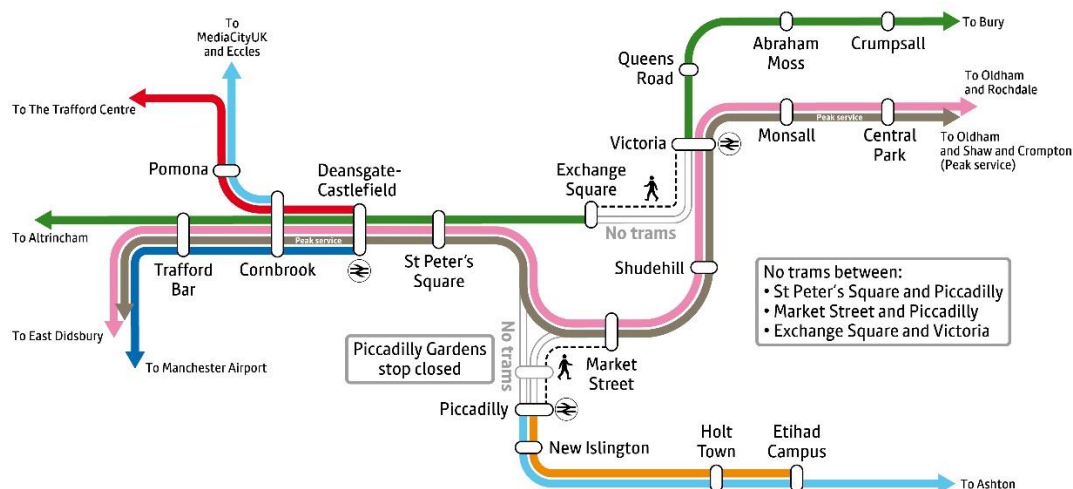 To
MediaCityUK
and Eccles
To The Trafford Centre
Pomona
Deansgate-
Castlefield
To Altrincham
Trafford
Bar
Cornbrook
Peak service
St Peter's
Square
To East Didsbury
To Manchester Airport
Exchange
Square
No trams
Victoria
Queens
Road
Abraham
Moss
Crumpsall
To Bury
To Oldham
and Rochdale
Monsall
Peak service
Central
Park
To Oldham
and Shaw and Crompton
(Peak service)
Shudehill
No trams between:
• St Peter's Square and Piccadilly
• Market Street and Piccadilly
• Exchange Square and Victoria
Piccadilly Gardens
stop closed
No trams
Market
Street
Piccadilly
New Islington
Holt
Town
Etihad
Campus
To Ashton